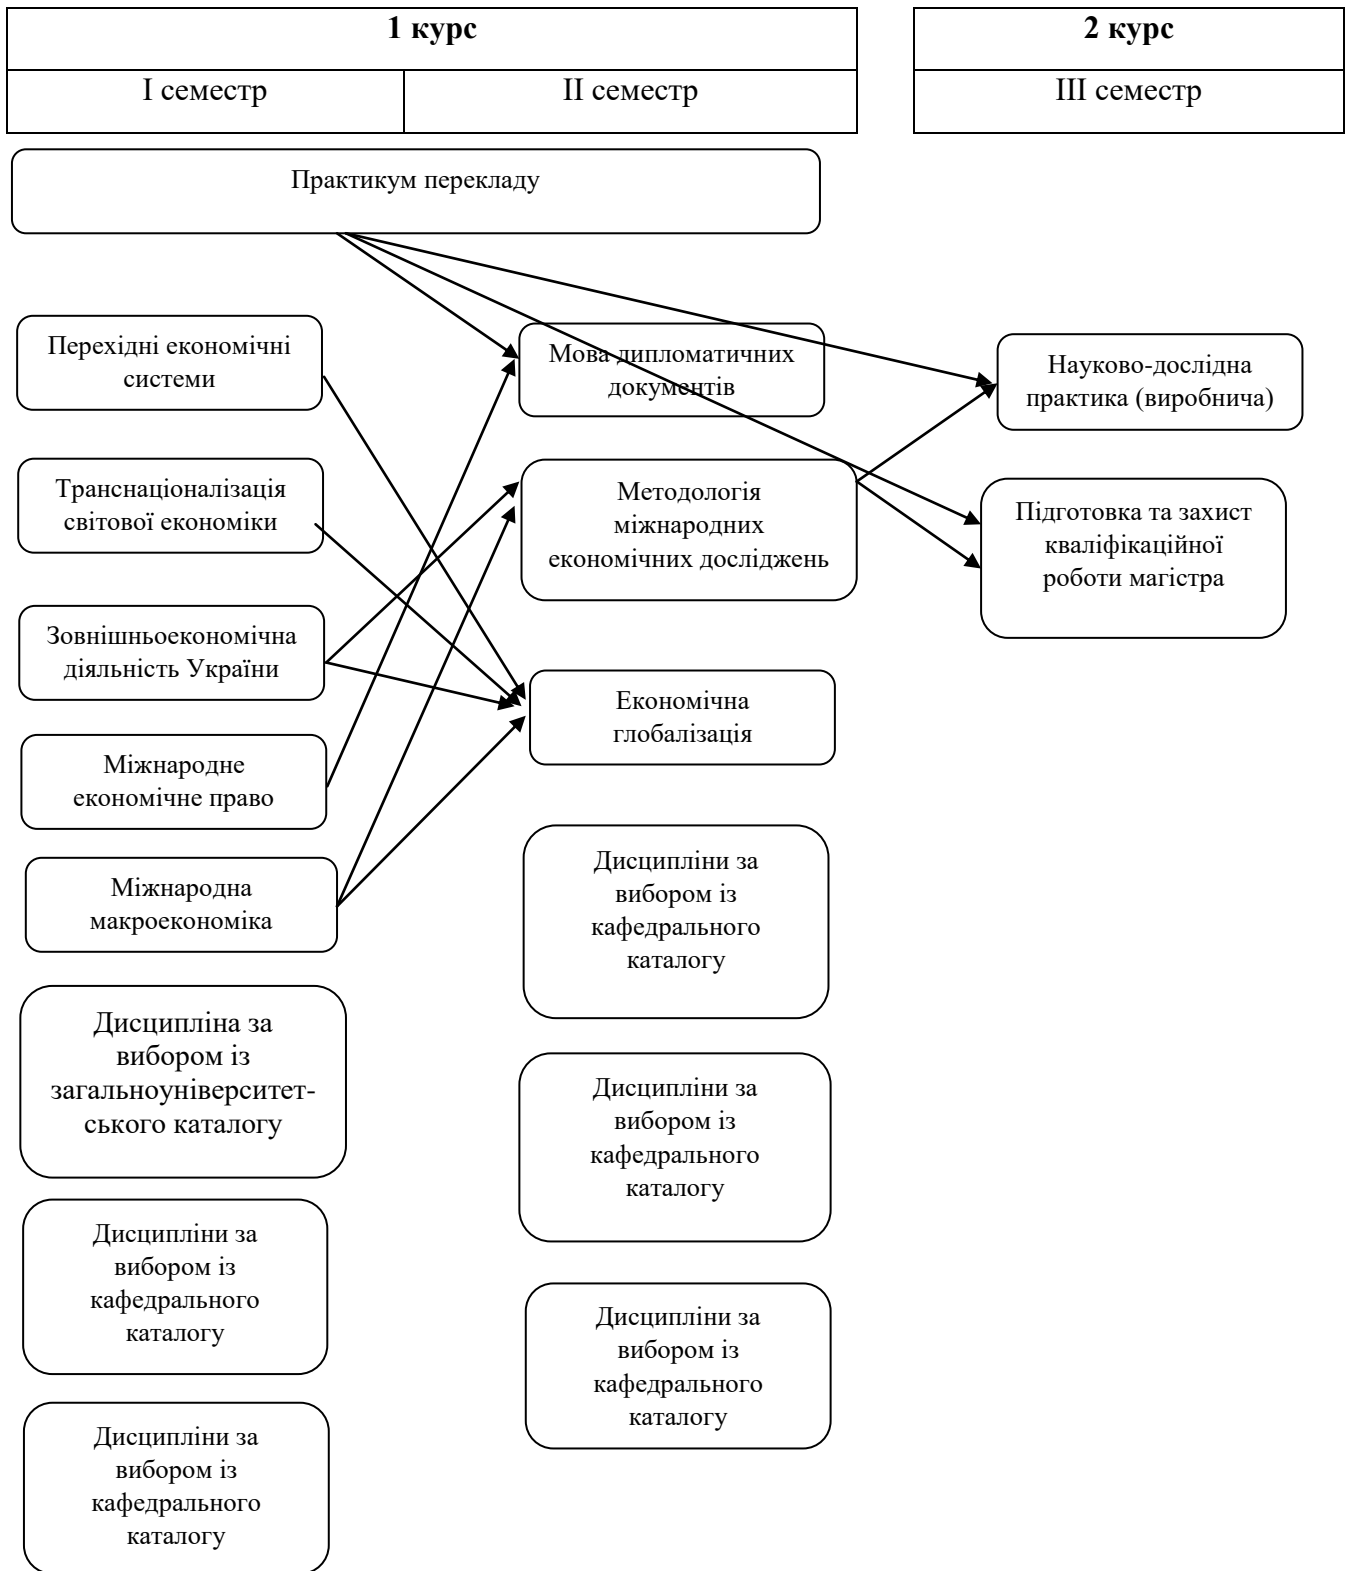 1 курс
2 курс
І семестр
ІІ семестр
ІІІ семестр
Практикум перекладу
Перехідні економічні
системи
Транснаціоналізація
світової економіки
Зовнішньоекономічна
діяльність України
Міжнародне
економічне право
Міжнародна
макроекономіка
Дисципліна за
вибором із
загальноуніверситет-
ського каталогу
Дисципліни за
вибором із
кафедрального
каталогу
Дисципліни за
вибором із
кафедрального
каталогу
Мова дипломатичних
документів
Методологія
міжнародних
економічних досліджень
Економічна
глобалізація
Дисципліни за
вибором із
кафедрального
каталогу
Дисципліни за
вибором із
кафедрального
каталогу
Дисципліни за
вибором із
кафедрального
каталогу
Науково-дослідна
практика (виробнича)
Підготовка та захист
кваліфікаційної
роботи магістра